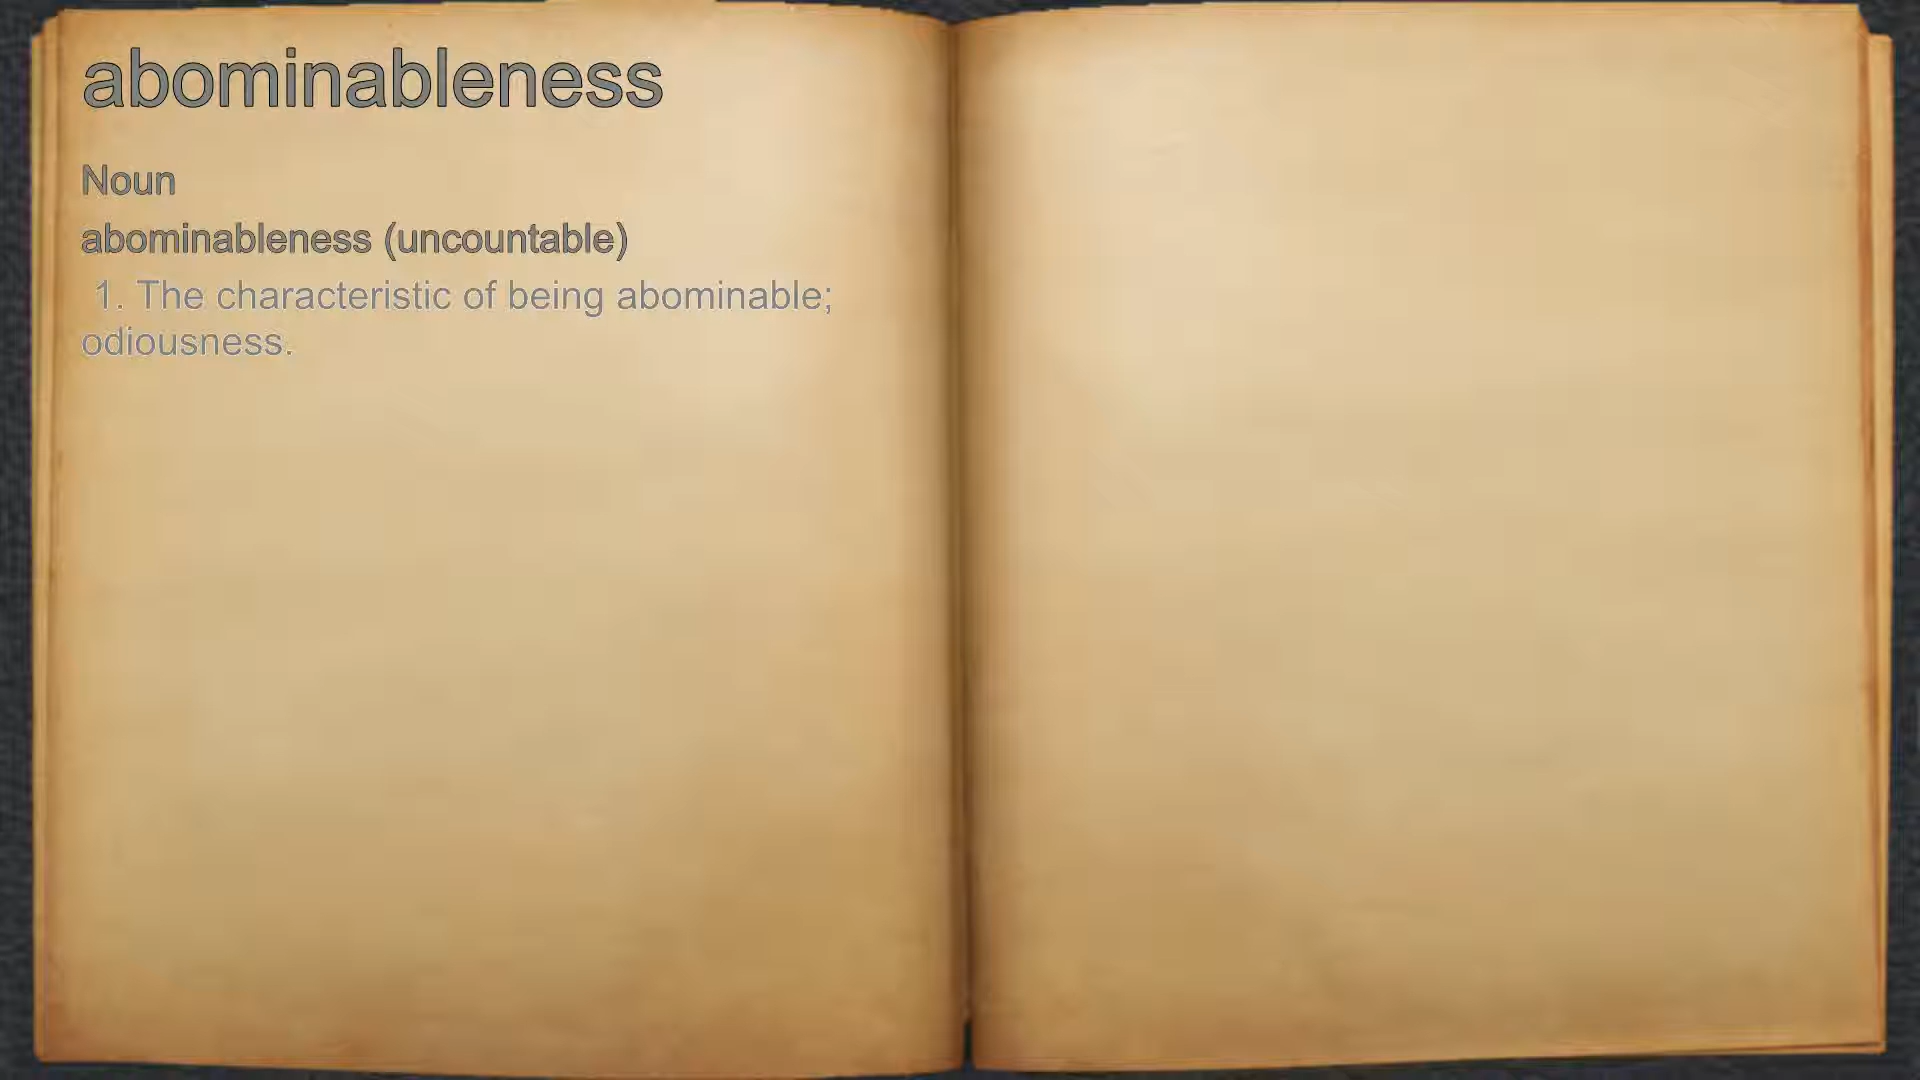 abominableness
Noun
abominableness (uncountable)
1. The characteristic of being abominable;
odiousness.